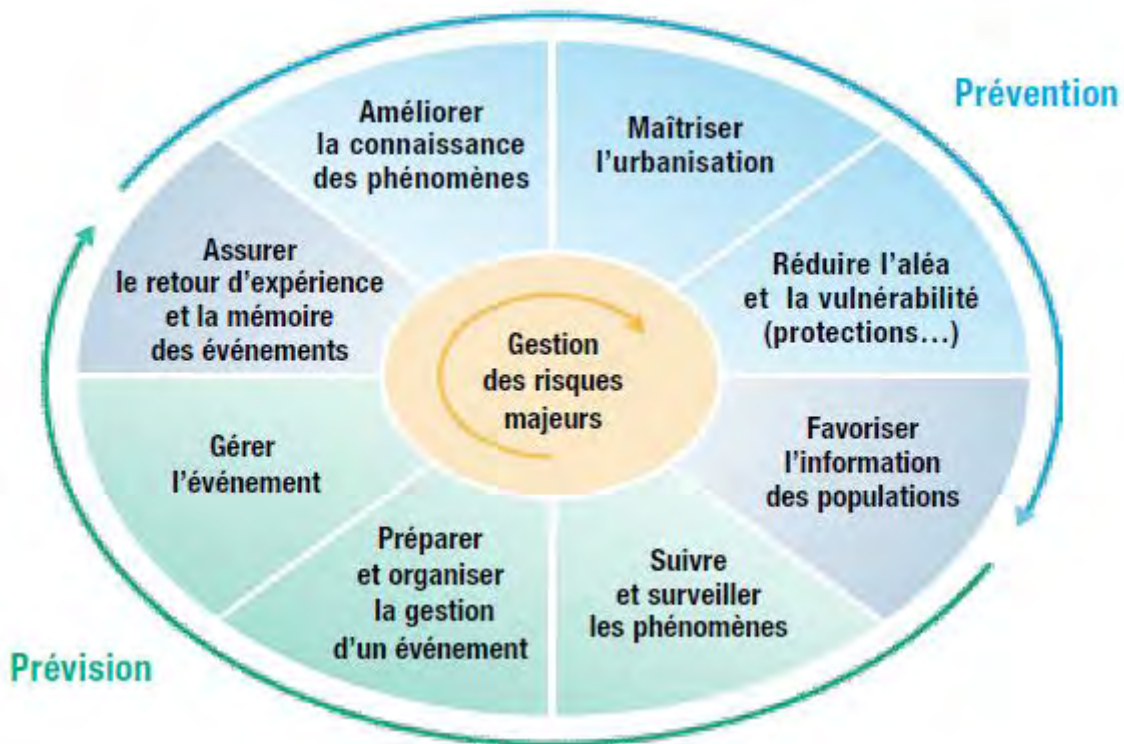 Prévention
Améliorer
la connaissance
des phénomènes
Maîtriser
l'urbanisation
Réduire l'aléa
et la vulnérabilité
(protections...)
Favoriser
l'information
des populations
Suivre
et surveiller
les phénomènes
Préparer
et organiser
la gestion
d'un événement
Gérer
l'événement
Assurer
le retour d'expérience
et la mémoire
des événements
Gestion
des risques
majeurs
Prévision